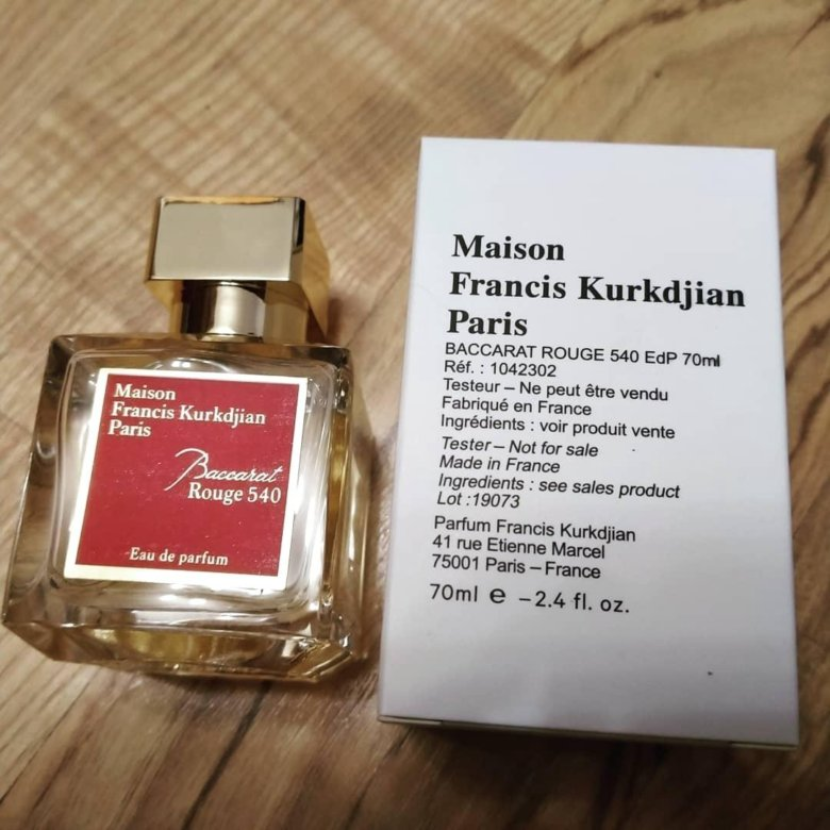 Maison
Francis Kurkdjian
Paris
Baccarat
Rouge 540
Eau de parfum
Maison
Francis Kurkdjian
Paris
BACCARAT ROUGE 540 EdP 70ml
Réf. : 1042302
Testeur – Ne peut être vendu
Fabriqué en France
Ingrédients : voir produit vente
Tester – Not for sale
Made in France
Ingredients : see sales product
Lot :19073
Parfum Francis Kurkdjian
41 rue Etienne Marcel
75001 Paris – France
70ml e – 2.4 fl. oz.